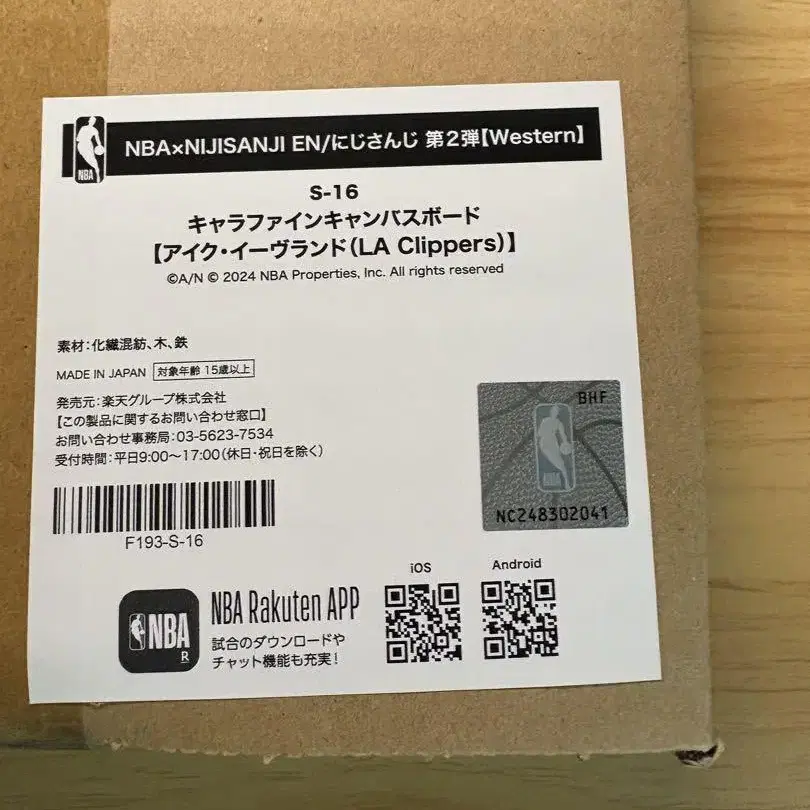 NBA
NBA×NIJISANJI EN/にじさんじ 第2弾【Western】
S-16
キャラファインキャンバスボード
【アイク・イーヴランド(LA Clippers)】
©A/N © 2024 NBA Properties, Inc. All rights reserved
素材:化繊混紡、木、鉄
MADE IN JAPAN 対象年齢 15歳以上
発売元:楽天グループ株式会社
【この製品に関するお問い合わせ窓口】
お問い合わせ事務局:03-5623-7534
受付時間:平日9:00〜17:00(休日・祝日を除く)
F193-S-16
BHF
NBA
NC248302041
NBA
R
NBA Rakuten APP
試合のダウンロードや
チャット機能も充実!
iOS
Android